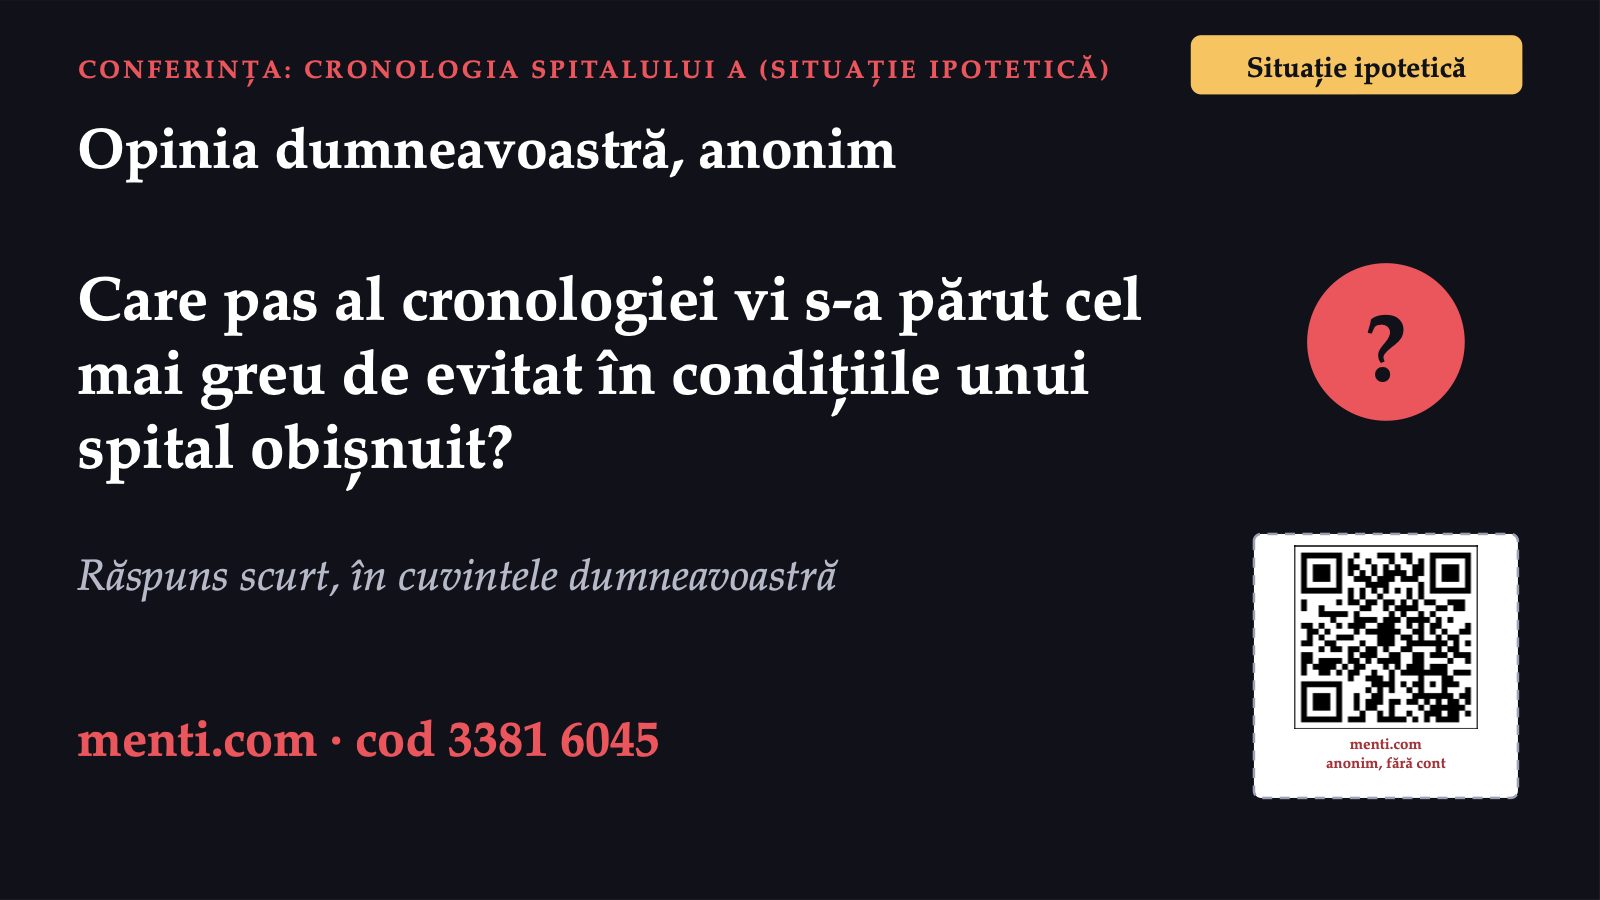 CONFERINȚA: CRONOLOGIA SPITALULUI A (SITUAȚIE IPOTETICĂ)
Situație ipotetică
Opinia dumneavoastră, anonim
Care pas al cronologiei vi s-a părut cel
mai greu de evitat în condițiile unui
spital obișnuit?
?
Răspuns scurt, în cuvintele dumneavoastră
menti.com · cod 3381 6045
menti.com
anonim, fără cont